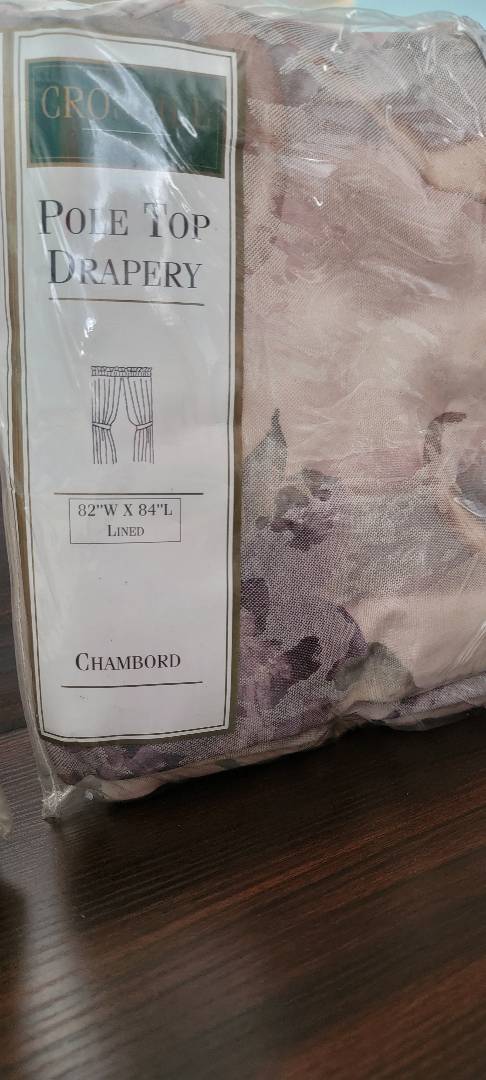 POLE TOP
DRAPERY
82"W X 84"L
LINED
CHAMBORD